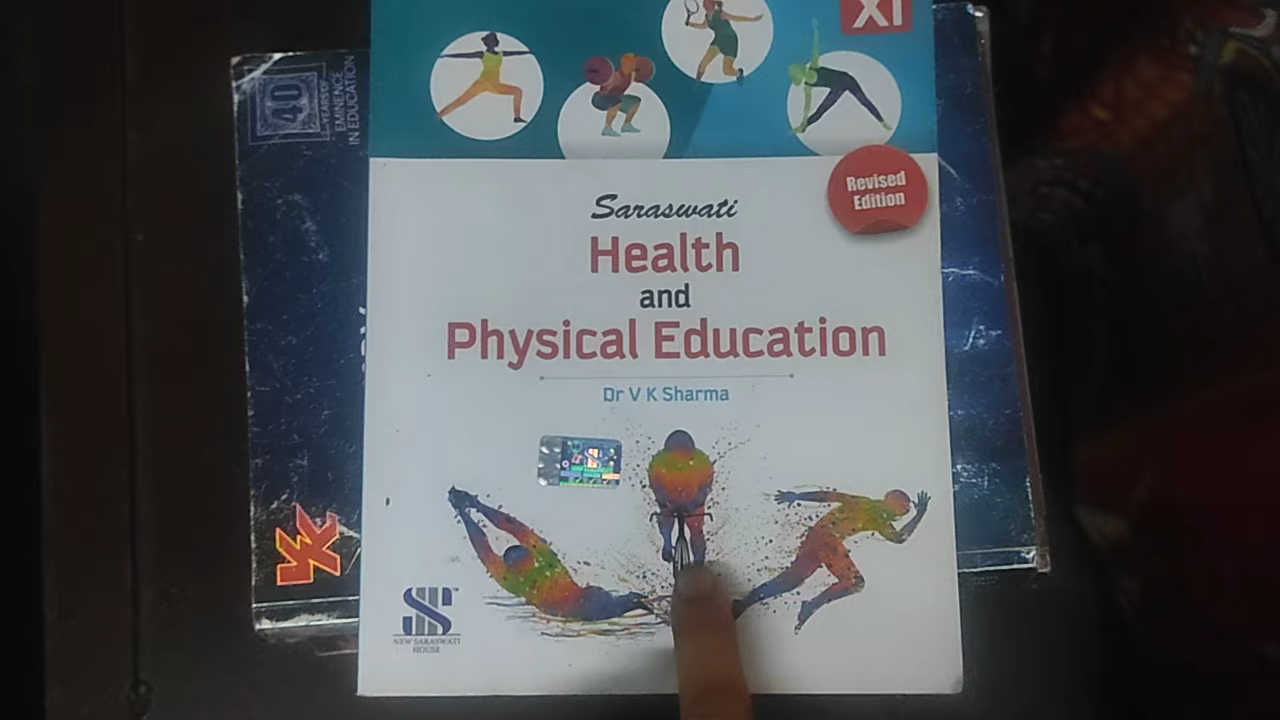 XI
40
YEARS OF
EMINENCE
IN EDUCATION
Revised
Edition
Saraswati
Health
and
Physical Education
Dr V K Sharma
NEW SARASWATI
HOUSE